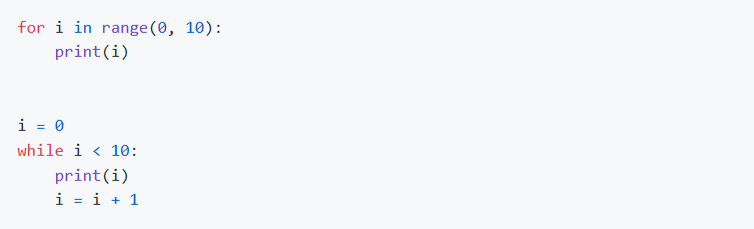 for i in range(0, 10):
    print(i)
i = 0
while i < 10:
    print(i)
    i = i + 1